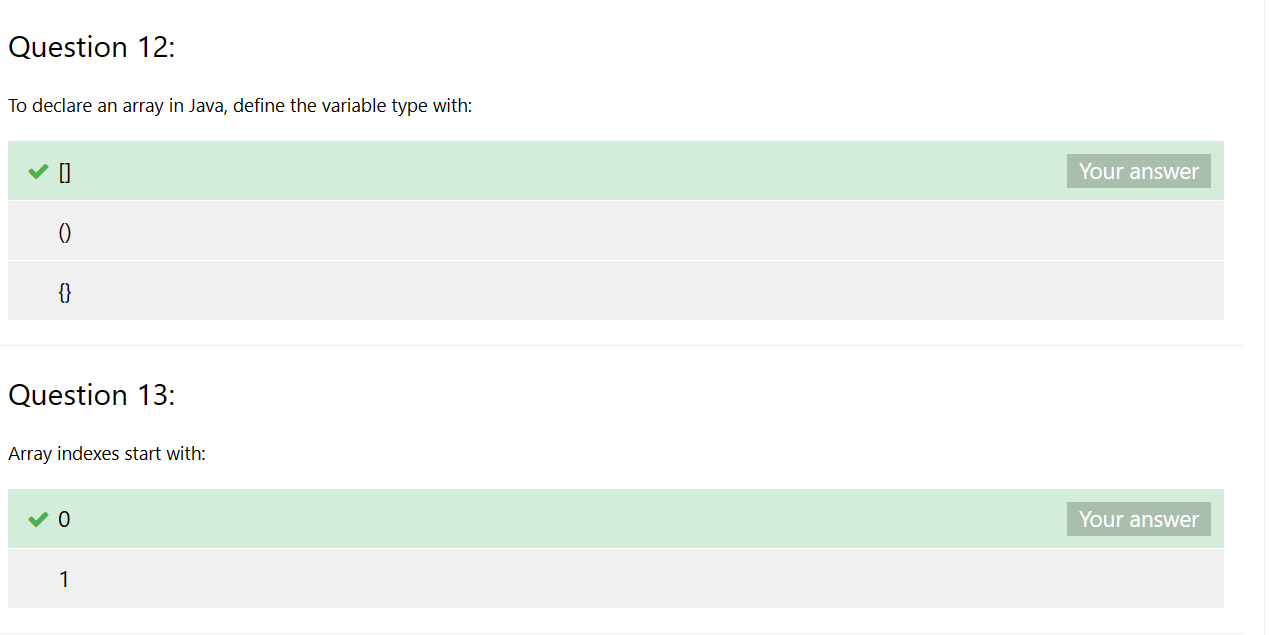 Question 12:
To declare an array in Java, define the variable type with:
[] Your answer
()
{}
Question 13:
Array indexes start with:
0 Your answer
1